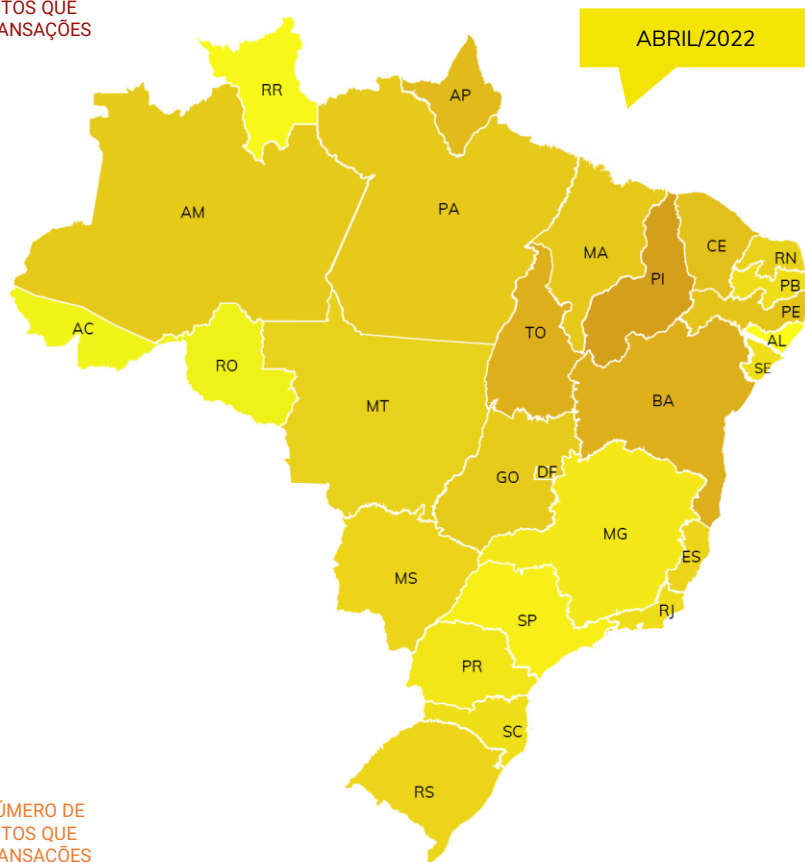 TOS QUE
ANSAÇÕES
ABRIL/2022
RR
AP
AM
PA
MA
CE
RN
PI
PB
PE
AC
TO
AL
RO
SE
BA
MT
GO
DF
MG
ES
MS
RJ
SP
PR
SC
RS
ÚMERO DE
TOS QUE
ANSAÇÕES